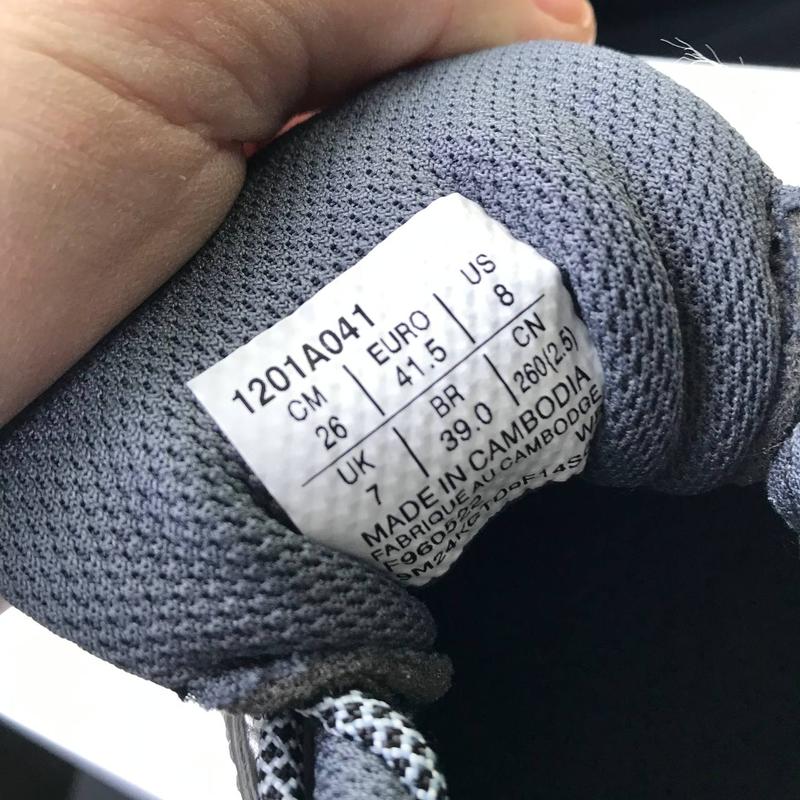 1201A041
CM EURO US
26 41.5 8
UK BR CN
7 39.0 260(2.5)
MADE IN CAMBODIA
FABRIQUE AU CAMBODGE